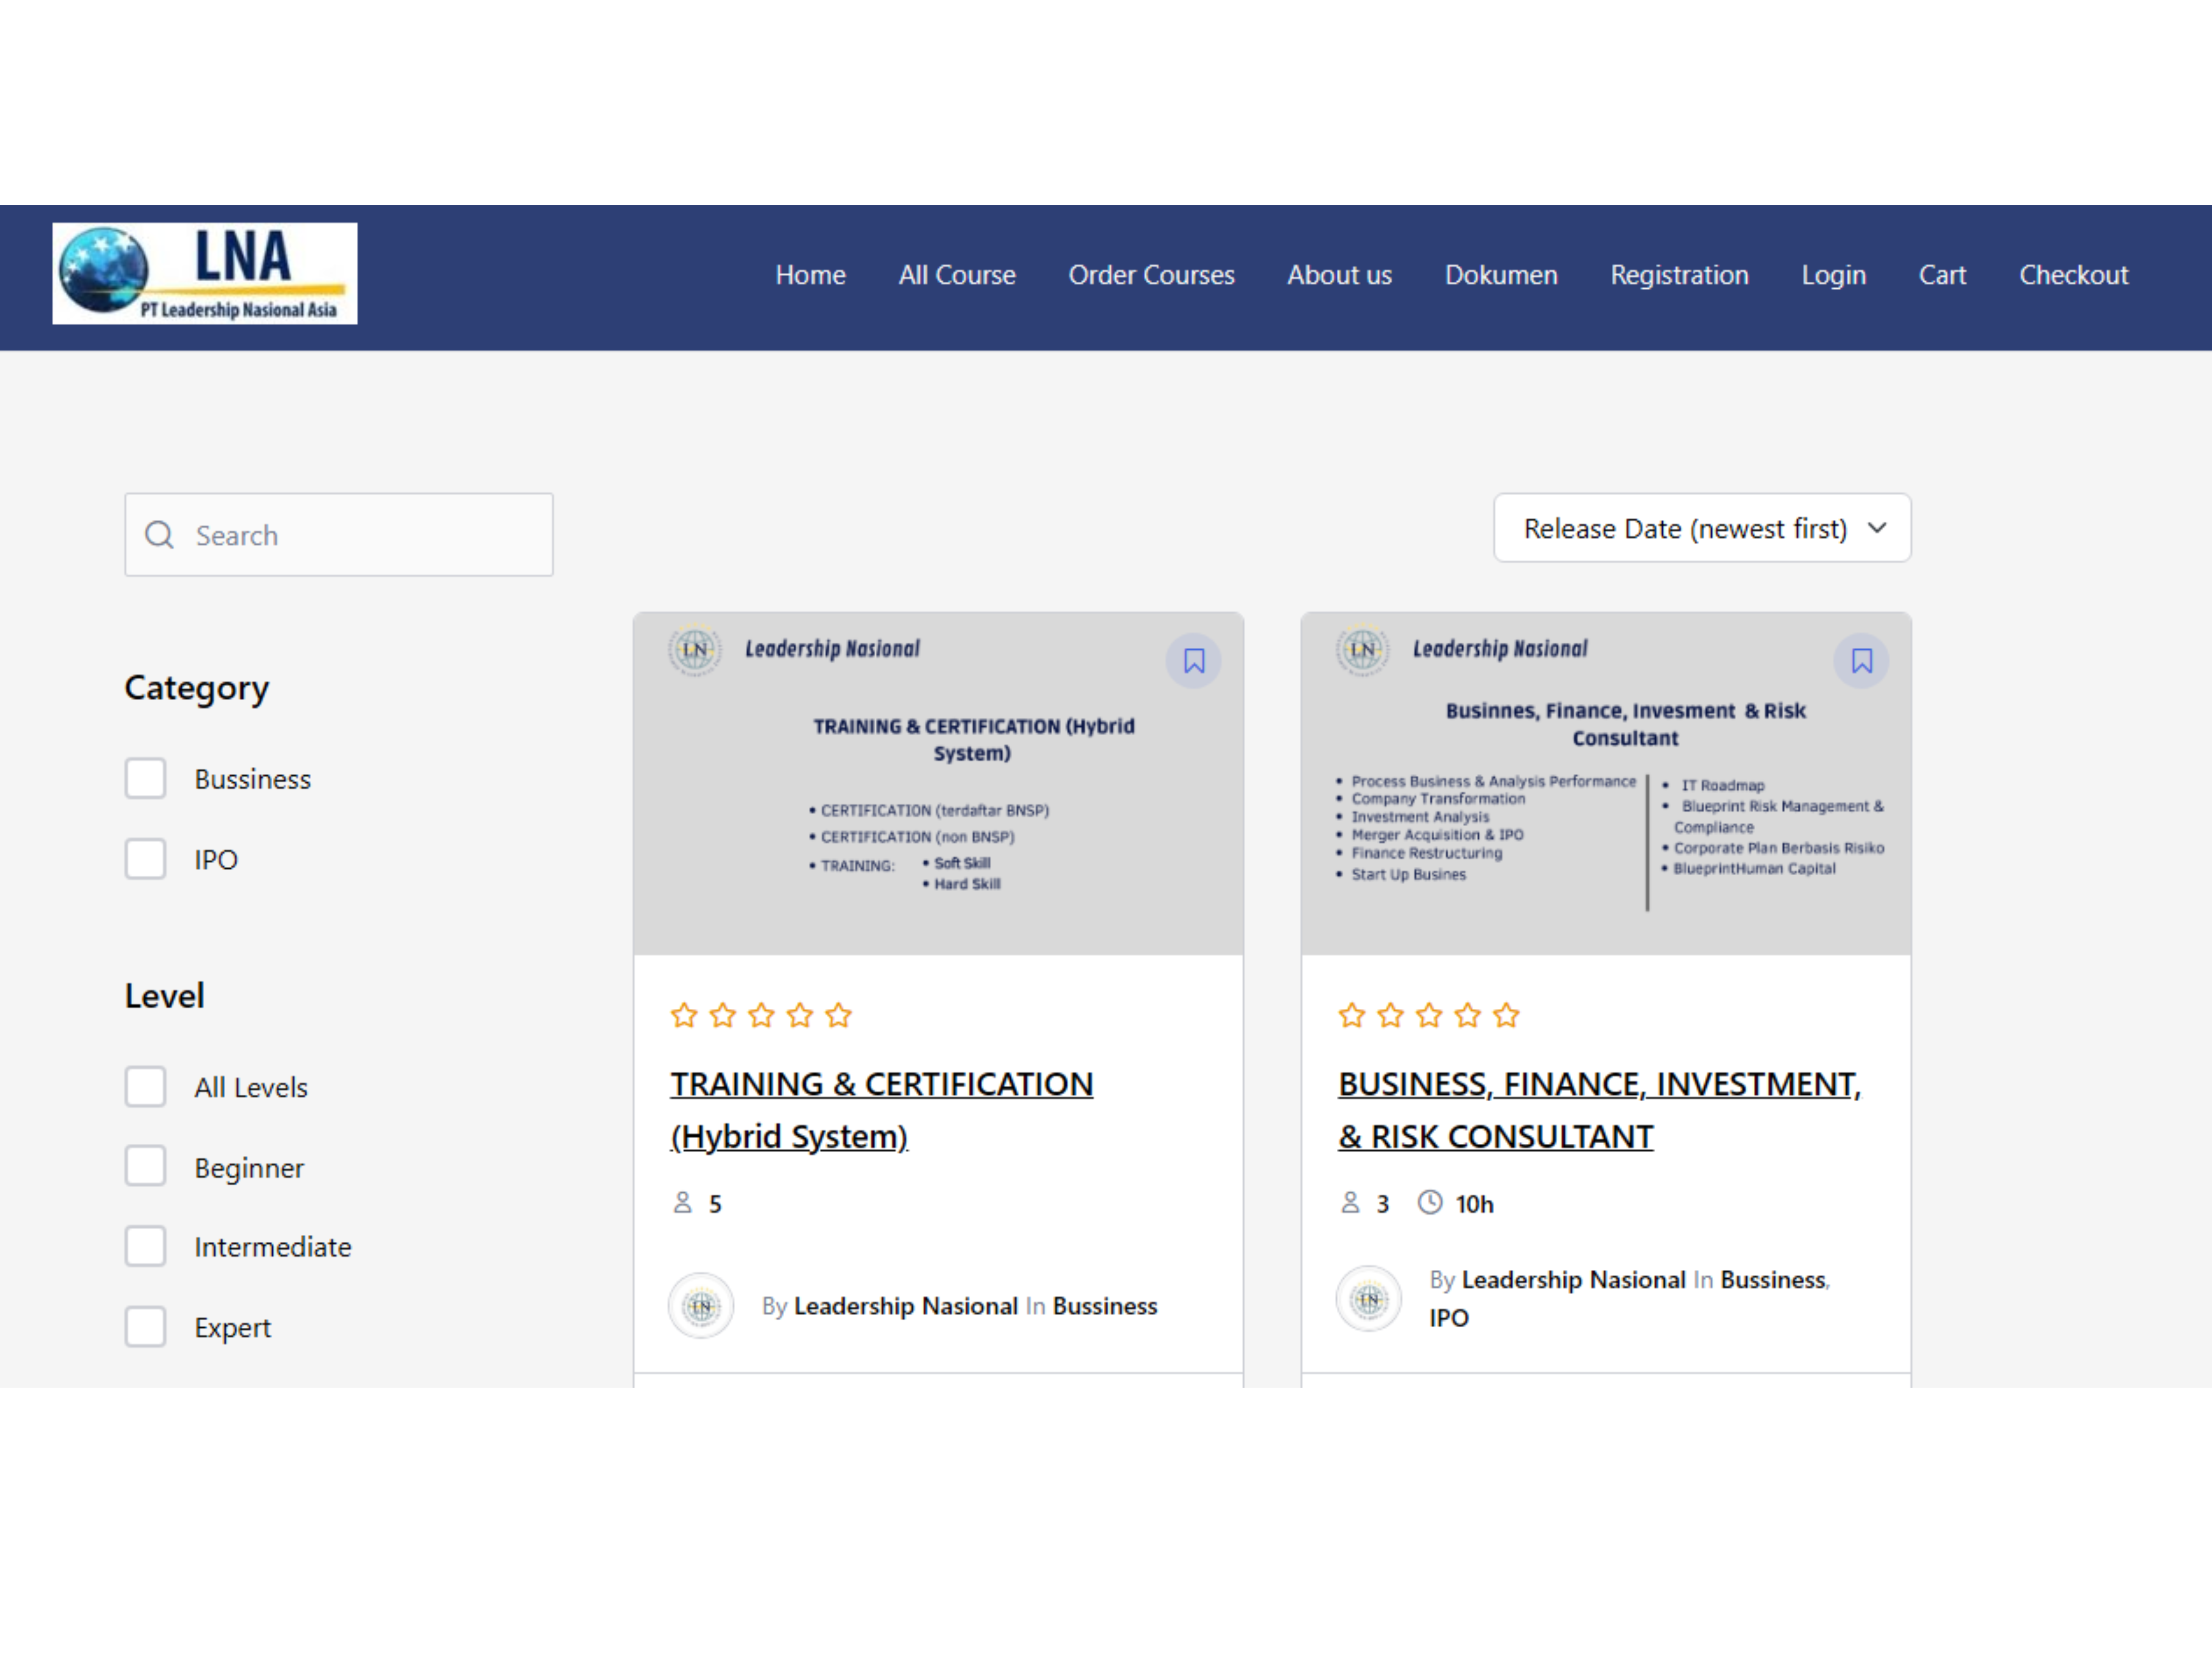 LNA
PT Leadership Nasional Asia
Home All Course Order Courses About us Dokumen Registration Login Cart Checkout
Search
Release Date (newest first)
Category
Bussiness
IPO
Level
All Levels
Beginner
Intermediate
Expert
LN
Leadership Nasional
TRAINING & CERTIFICATION (Hybrid
System)
• CERTIFICATION (terdaftar BNSP)
• CERTIFICATION (non BNSP)
• TRAINING: • Soft Skill
• Hard Skill
TRAINING & CERTIFICATION
(Hybrid System)
5
LN
By Leadership Nasional In Bussiness
LN
Leadership Nasional
Businnes, Finance, Invesment & Risk
Consultant
• Process Business & Analysis Performance
• Company Transformation
• Investment Analysis
• Merger Acquisition & IPO
• Finance Restructuring
• Start Up Busines
• IT Roadmap
• Blueprint Risk Management &
Compliance
• Corporate Plan Berbasis Risiko
• BlueprintHuman Capital
BUSINESS, FINANCE, INVESTMENT,
& RISK CONSULTANT
3 10h
LN
By Leadership Nasional In Bussiness,
IPO